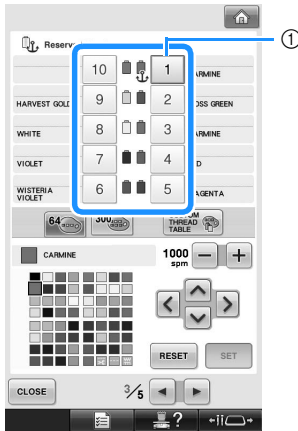 ①
Reserv
10 1 ARMINE
HARVEST GOLD 9 2 OSS GREEN
WHITE 8 3 ARMINE
VIOLET 7 4 D
WISTERIA
VIOLET 6 5 AGENTA
64 300 CUSTOM
THREAD
TABLE
CARMINE 1000
spm − +
RESET SET
CLOSE 3/5
?